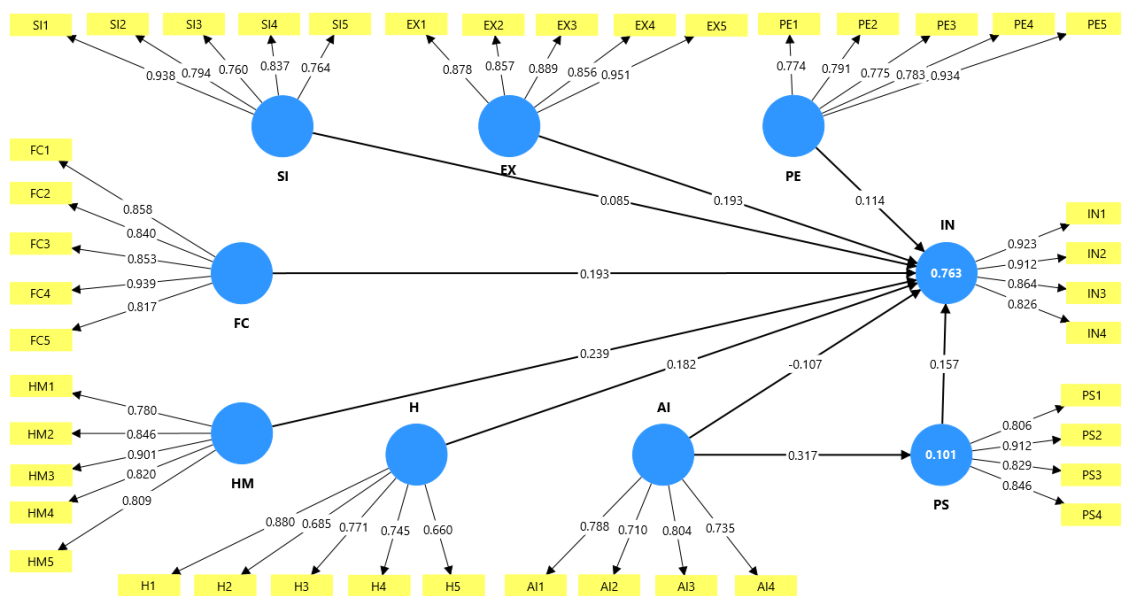 SI1 SI2 SI3 SI4 SI5 EX1 EX2 EX3 EX4 EX5 PE1 PE2 PE3 PE4 PE5
0.938 0.794 0.760 0.837 0.764 0.878 0.857 0.889 0.856 0.951 0.774 0.791 0.775 0.783 0.934
SI EX PE
FC1
FC2
FC3
FC4
FC5
0.858
0.840
0.853
0.939
0.817
FC
0.085
0.193
0.114
0.193
IN
0.763
0.923
0.912
0.864
0.826
IN1
IN2
IN3
IN4
HM1
HM2
HM3
HM4
HM5
0.780
0.846
0.901
0.820
0.809
HM
0.239
0.182
-0.107
0.157
H
AI
0.317
0.101
PS
0.806
0.912
0.829
0.846
PS1
PS2
PS3
PS4
0.880 0.685 0.771 0.745 0.660
H1 H2 H3 H4 H5
0.788 0.710 0.804 0.735
AI1 AI2 AI3 AI4